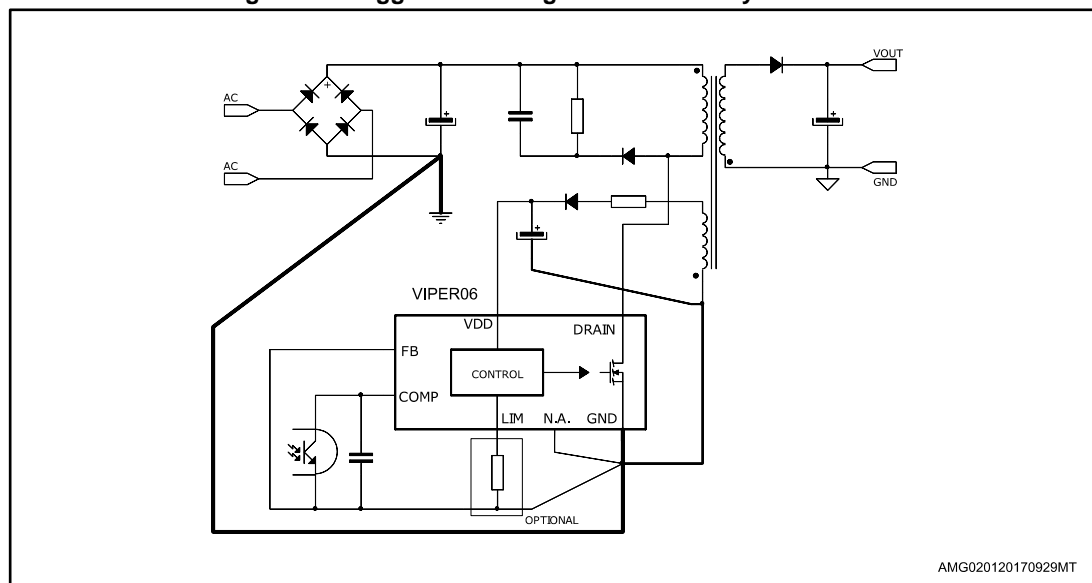 VOUT
AC
+
+
+
AC
GND
+
VIPER06
VDD
DRAIN
FB
CONTROL
COMP
LIM
N.A.
GND
OPTIONAL
AMG020120170929MT